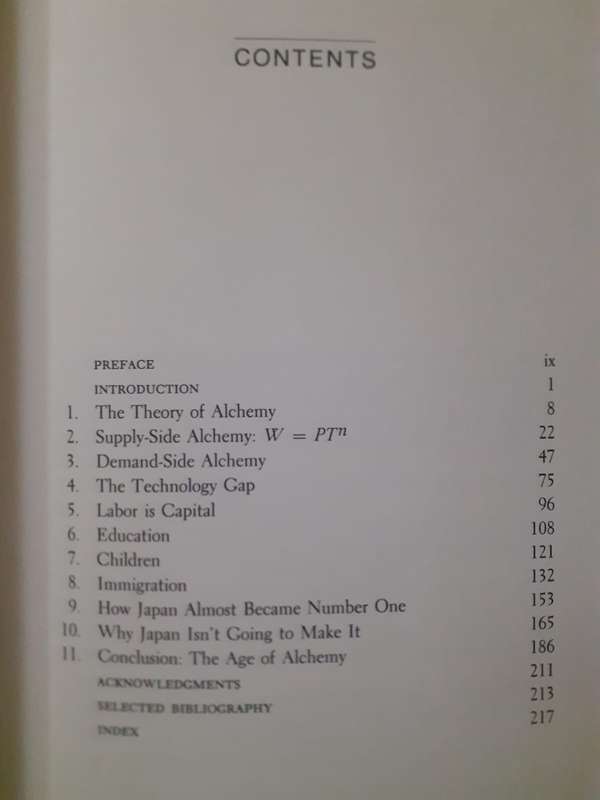 CONTENTS
PREFACE ix
INTRODUCTION 1
1. The Theory of Alchemy 8
2. Supply-Side Alchemy: W = PTⁿ 22
3. Demand-Side Alchemy 47
4. The Technology Gap 75
5. Labor is Capital 96
6. Education 108
7. Children 121
8. Immigration 132
9. How Japan Almost Became Number One 153
10. Why Japan Isn't Going to Make It 165
11. Conclusion: The Age of Alchemy 186
ACKNOWLEDGMENTS 211
SELECTED BIBLIOGRAPHY 213
INDEX 217